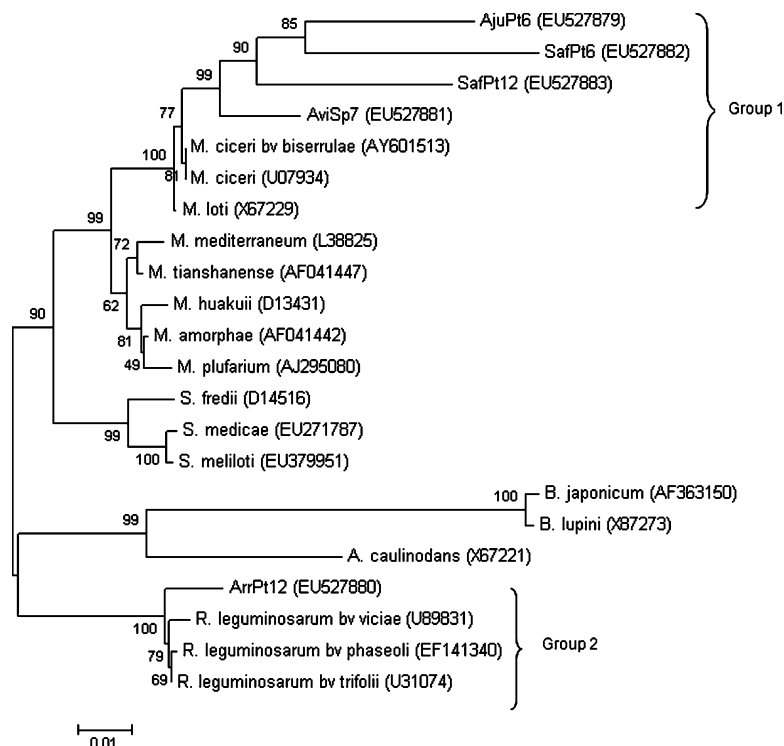 85
AjuPt6 (EU527879)
90
SafPt6 (EU527882)
99
SafPt12 (EU527883)
77
AviSp7 (EU527881)
Group 1
100
M. ciceri bv biserrulae (AY601513)
81
M. ciceri (U07934)
M. loti (X67229)
99
72
M. mediterraneum (L38825)
M. tianshanense (AF041447)
62
M. huakuii (D13431)
90
81
M. amorphae (AF041442)
49
M. plufarium (AJ295080)
S. fredii (D14516)
99
S. medicae (EU271787)
100
S. meliloti (EU379951)
100
B. japonicum (AF363150)
99
B. lupini (X87273)
A. caulinodans (X67221)
ArrPt12 (EU527880)
100
R. leguminosarum bv viciae (U89831)
79
R. leguminosarum bv phaseoli (EF141340)
Group 2
69
R. leguminosarum bv trifolii (U31074)
0.01